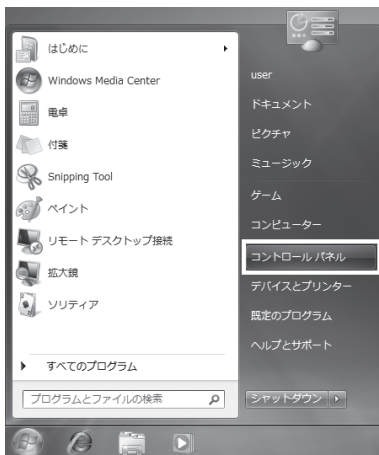 はじめに
Windows Media Center
電卓
付箋
Snipping Tool
ペイント
リモート デスクトップ接続
拡大鏡
ソリティア
すべてのプログラム
プログラムとファイルの検索
user
ドキュメント
ピクチャ
ミュージック
ゲーム
コンピューター
コントロール パネル
デバイスとプリンター
既定のプログラム
ヘルプとサポート
シャットダウン